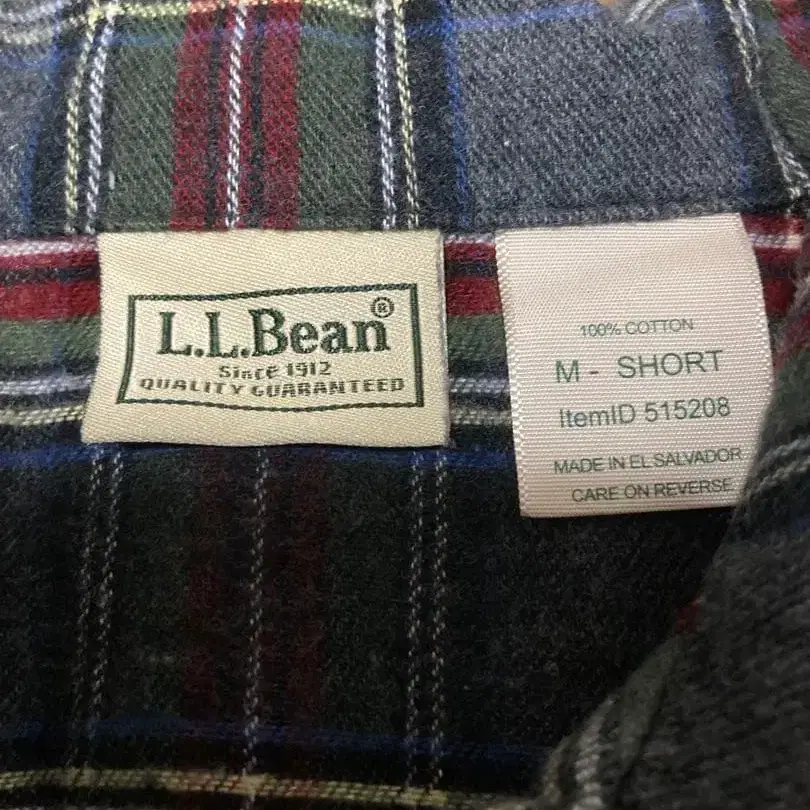 L.L.Bean®
Since 1912
QUALITY GUARANTEED
100% COTTON
M - SHORT
ItemID 515208
MADE IN EL SALVADOR
CARE ON REVERSE